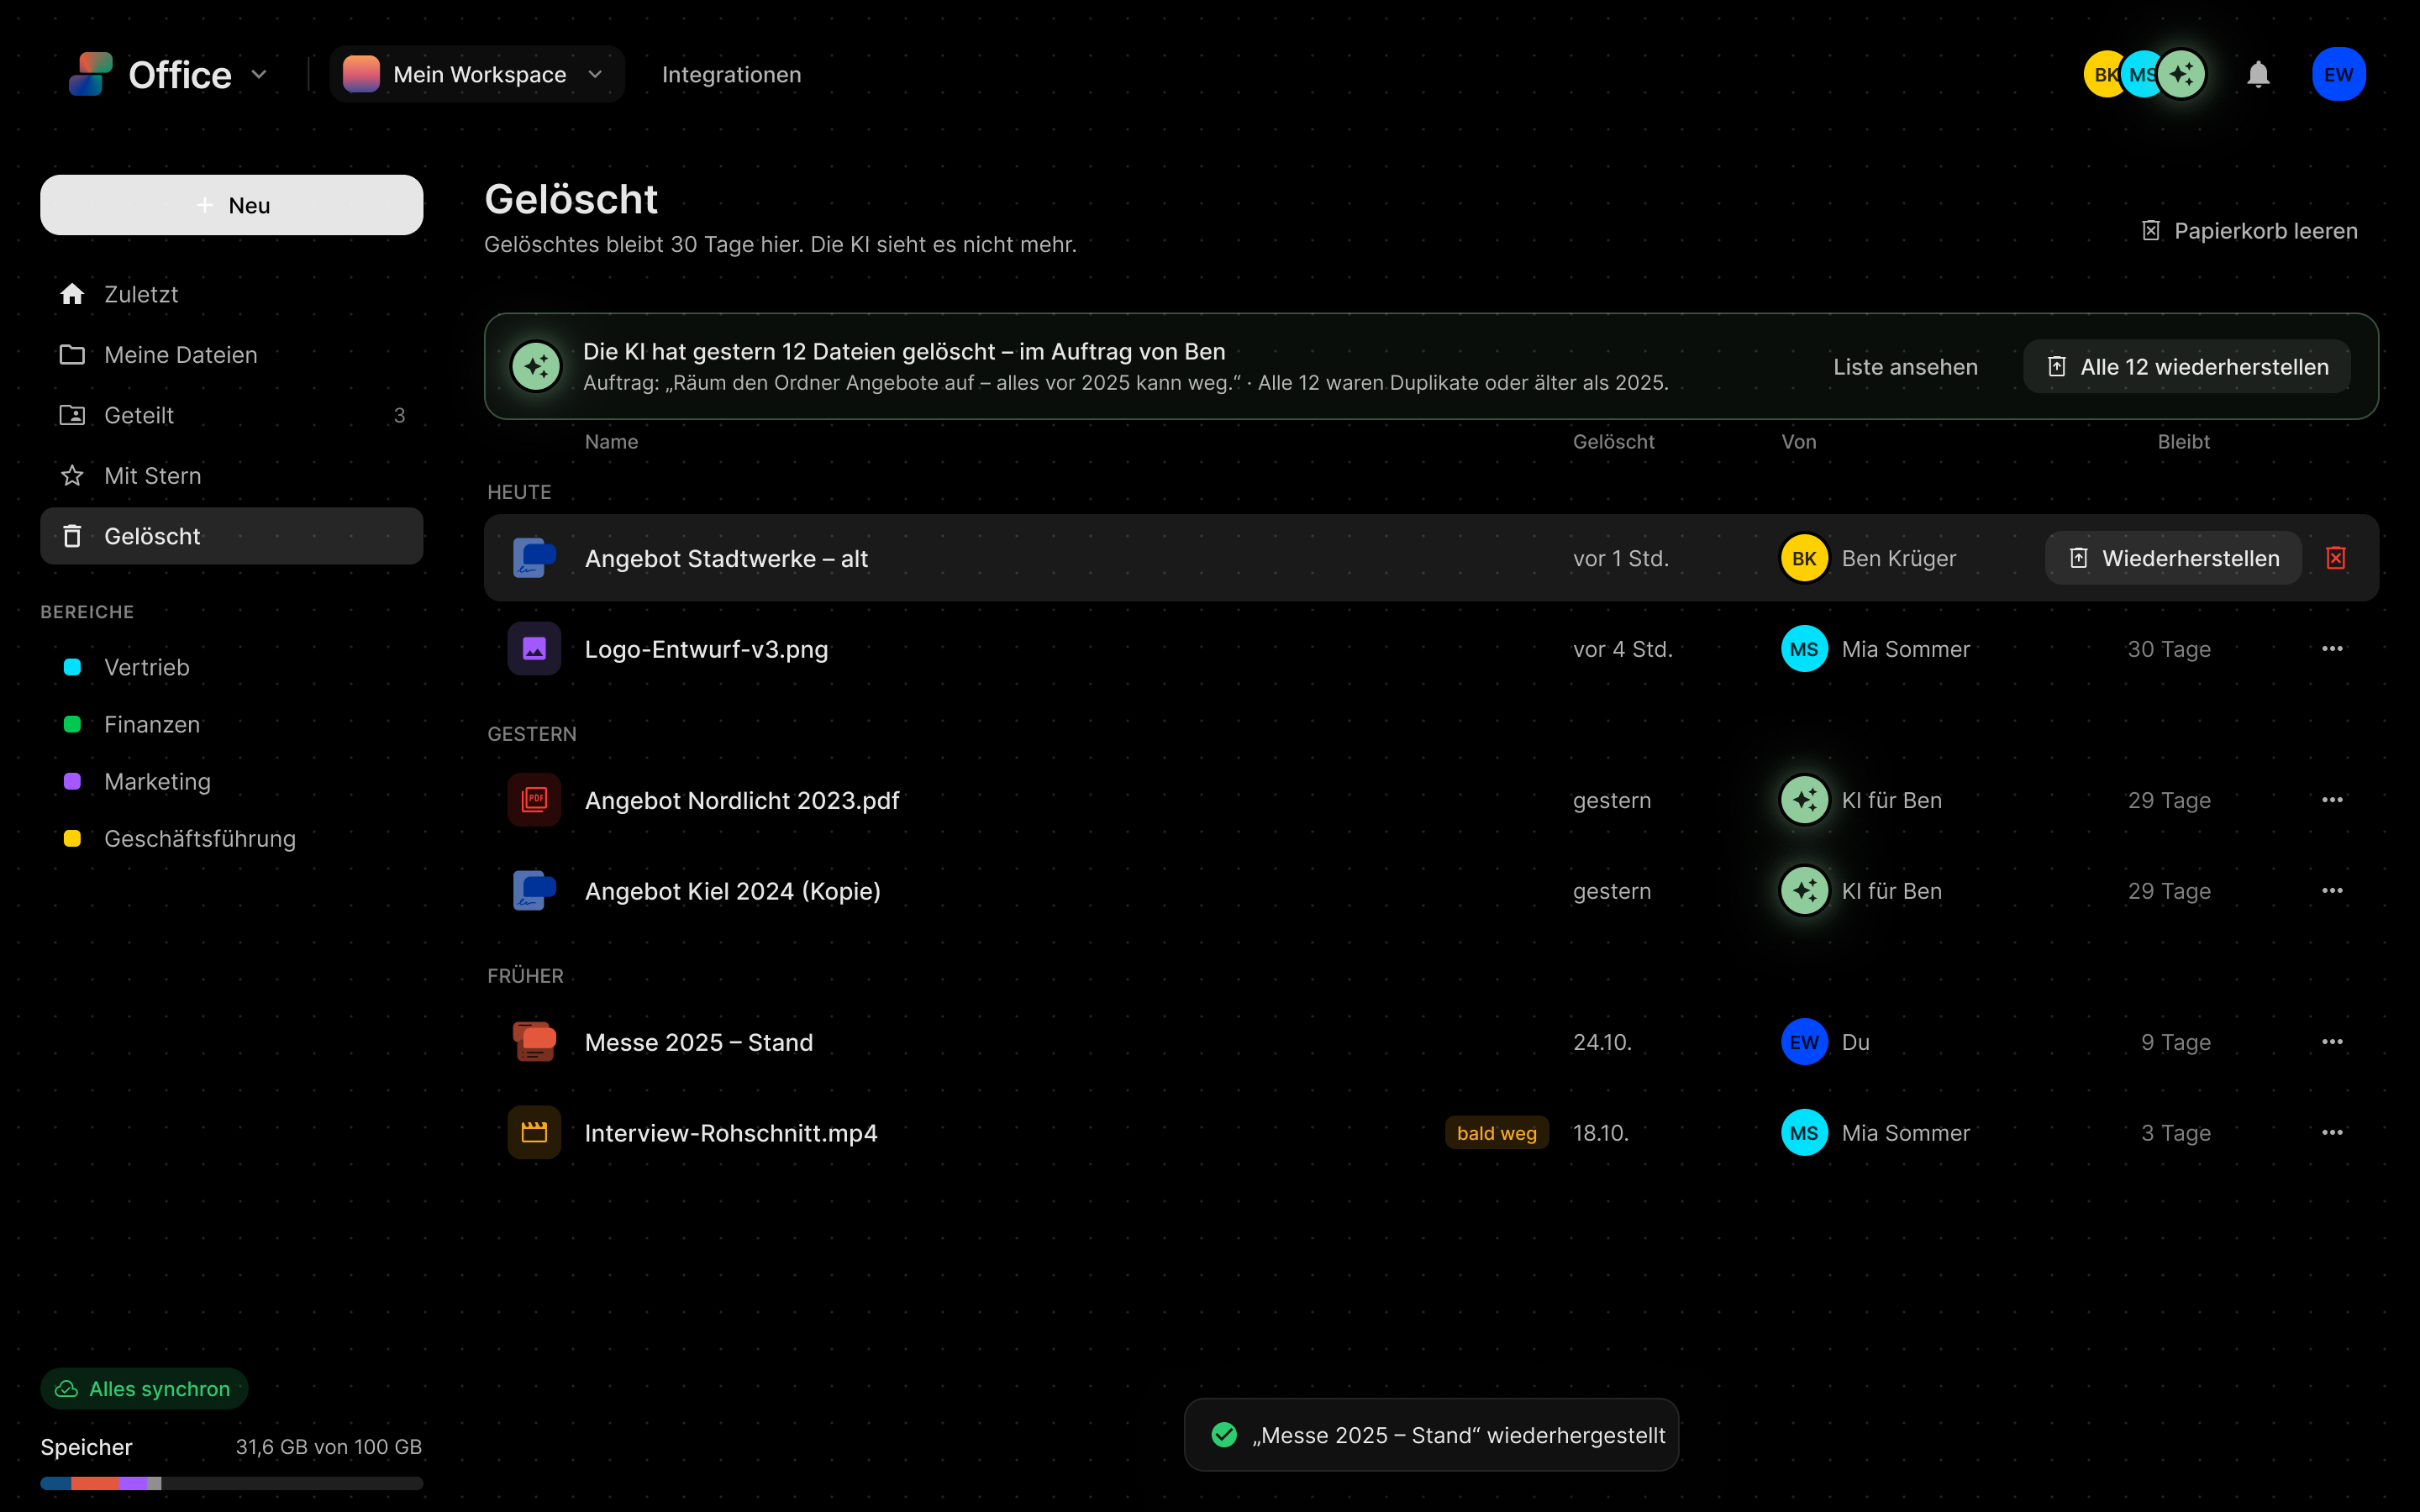 Office
Mein Workspace
Integrationen
BK
MS
EW
Neu
Zuletzt
Meine Dateien
Geteilt 3
Mit Stern
Gelöscht
BEREICHE
Vertrieb
Finanzen
Marketing
Geschäftsführung
Alles synchron
Speicher 31,6 GB von 100 GB
Gelöscht
Gelöschtes bleibt 30 Tage hier. Die KI sieht es nicht mehr.
Papierkorb leeren
Die KI hat gestern 12 Dateien gelöscht – im Auftrag von Ben
Auftrag: „Räum den Ordner Angebote auf – alles vor 2025 kann weg.“ · Alle 12 waren Duplikate oder älter als 2025.
Liste ansehen
Alle 12 wiederherstellen
Name Gelöscht Von Bleibt
HEUTE
Angebot Stadtwerke – alt vor 1 Std. BK Ben Krüger Wiederherstellen
Logo-Entwurf-v3.png vor 4 Std. MS Mia Sommer 30 Tage
GESTERN
PDF Angebot Nordlicht 2023.pdf gestern KI für Ben 29 Tage
Angebot Kiel 2024 (Kopie) gestern KI für Ben 29 Tage
FRÜHER
Messe 2025 – Stand 24.10. EW Du 9 Tage
Interview-Rohschnitt.mp4 bald weg 18.10. MS Mia Sommer 3 Tage
„Messe 2025 – Stand“ wiederhergestellt